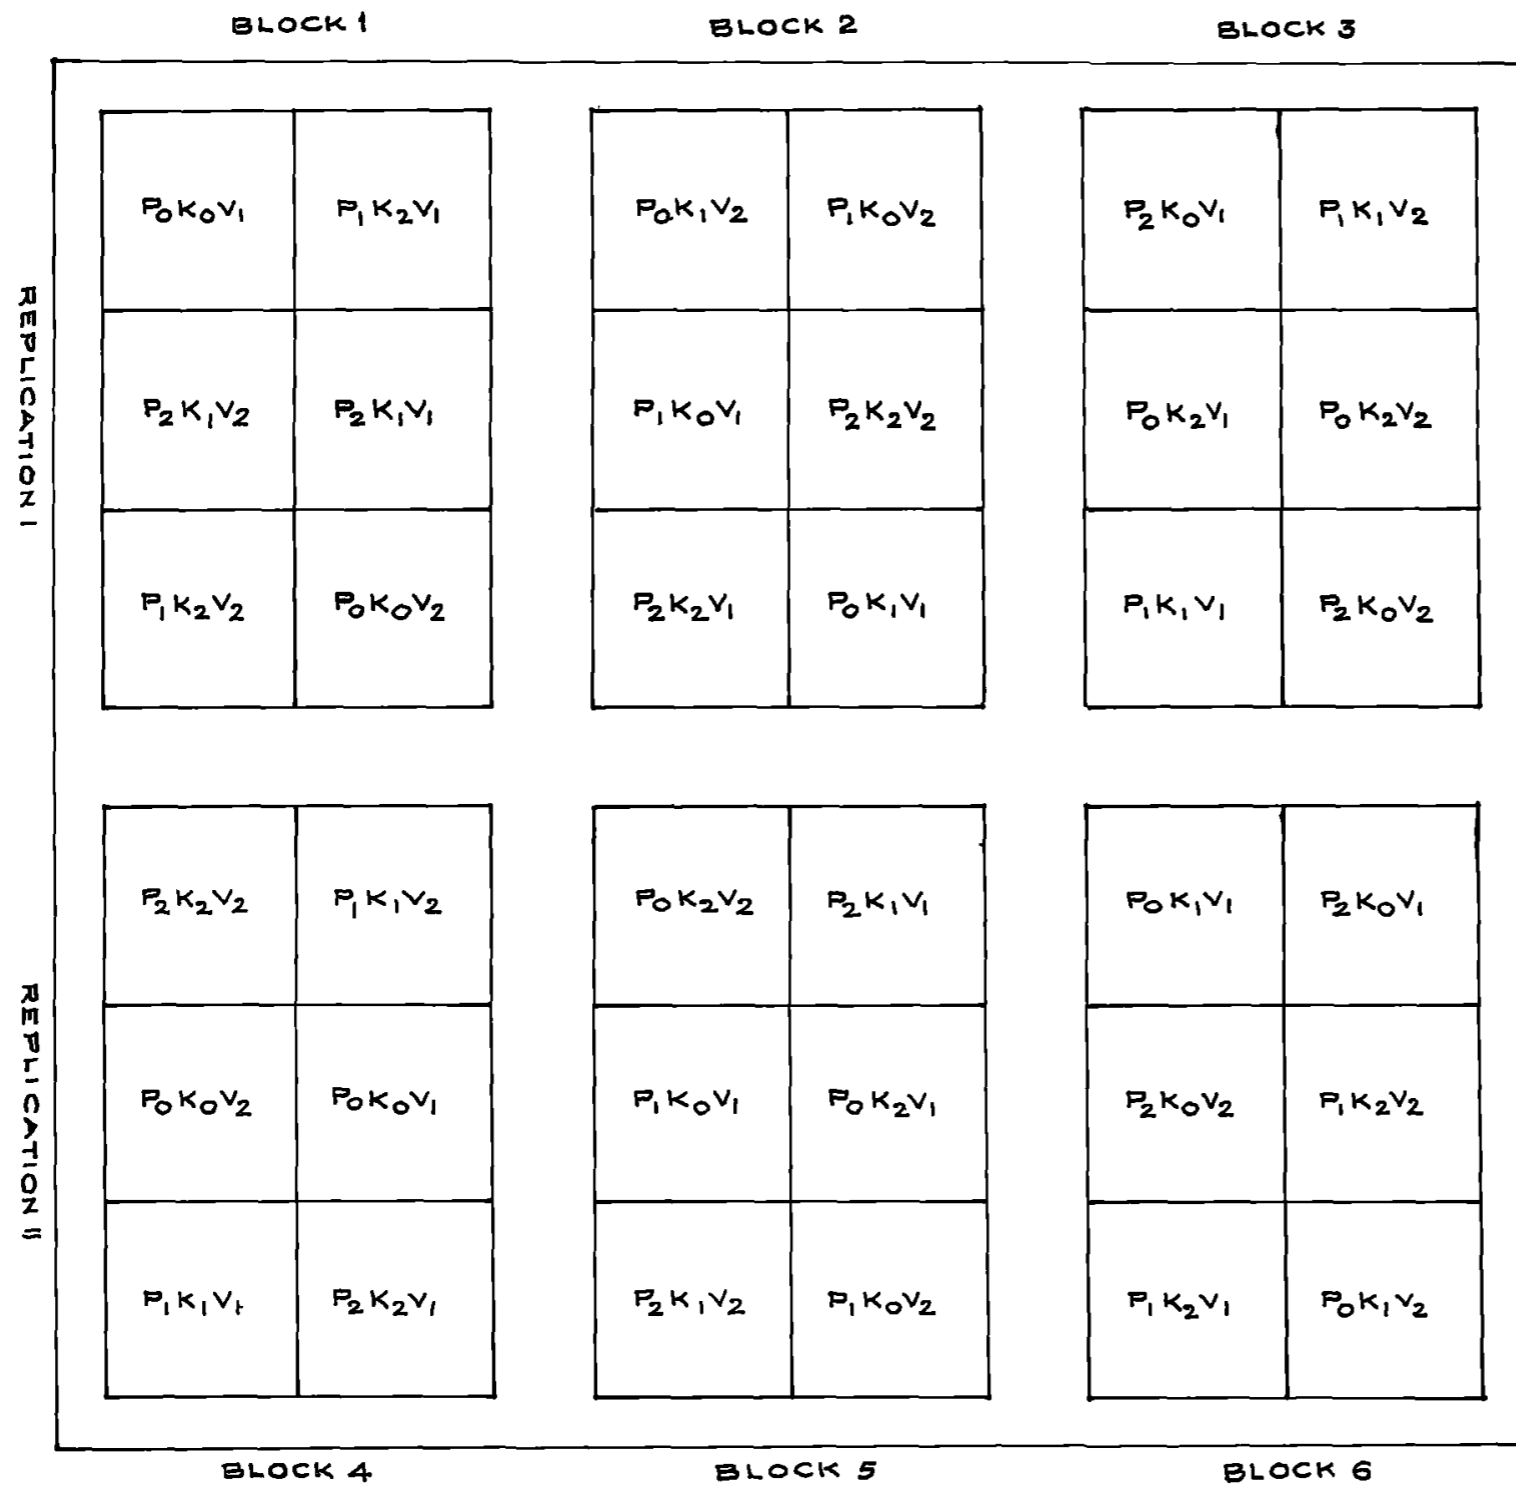 BLOCK 1 BLOCK 2 BLOCK 3
REPLICATION I
P₀K₀V₁ P₁K₂V₁ P₀K₁V₂ P₁K₀V₂ P₂K₀V₁ P₁K₁V₂
P₂K₁V₂ P₂K₁V₁ P₁K₀V₁ P₂K₂V₂ P₀K₂V₁ P₀K₂V₂
P₁K₂V₂ P₀K₀V₂ P₂K₂V₁ P₀K₁V₁ P₁K₁V₁ P₂K₀V₂
REPLICATION II
P₂K₂V₂ P₁K₁V₂ P₀K₂V₂ P₂K₁V₁ P₀K₁V₁ P₂K₀V₁
P₀K₀V₂ P₀K₀V₁ P₁K₀V₁ P₀K₂V₁ P₂K₀V₂ P₁K₂V₂
P₁K₁V₁ P₂K₂V₁ P₂K₁V₂ P₁K₀V₂ P₁K₂V₁ P₀K₁V₂
BLOCK 4 BLOCK 5 BLOCK 6